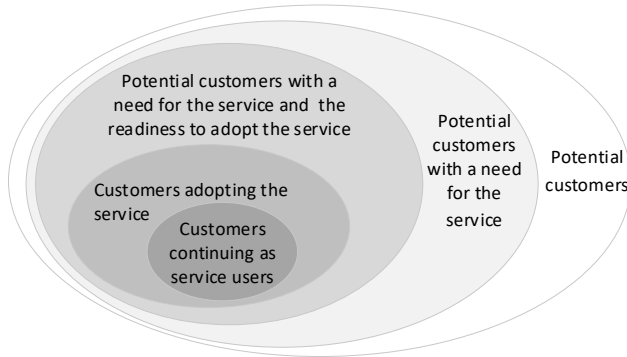 Potential customers with a
need for the service and the
readiness to adopt the service
Customers adopting the
service
Customers
continuing as
service users
Potential
customers
with a need
for the
service
Potential
customers